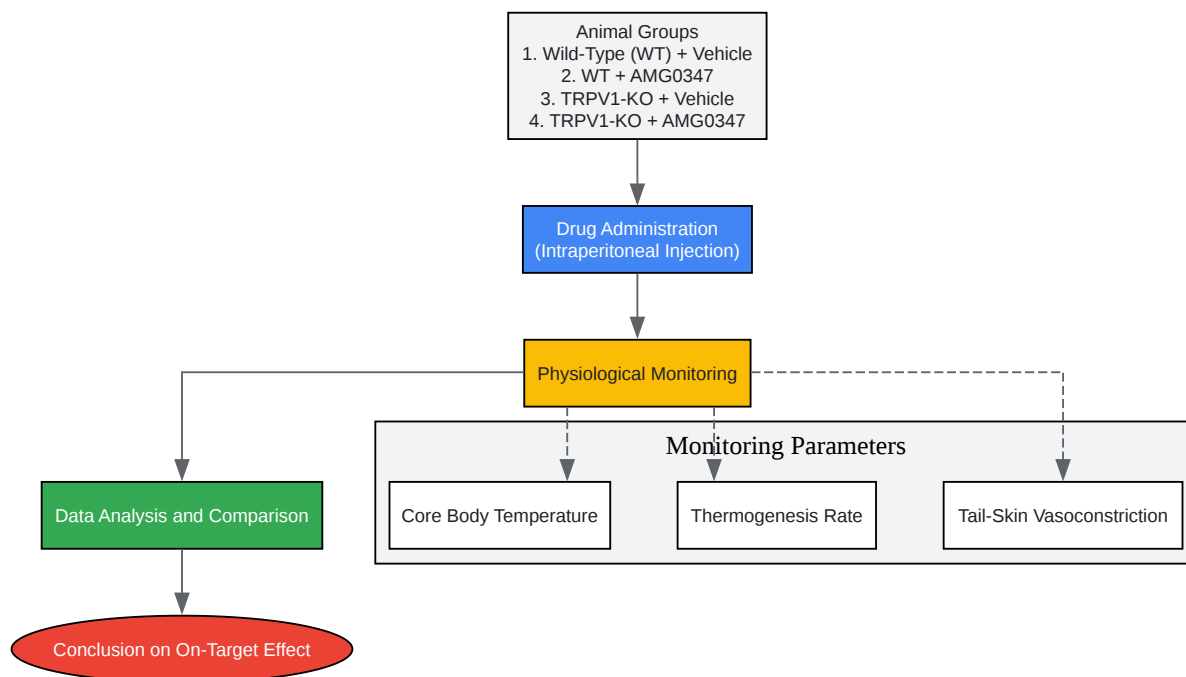 Animal Groups
1. Wild-Type (WT) + Vehicle
2. WT + AMG0347
3. TRPV1-KO + Vehicle
4. TRPV1-KO + AMG0347
Drug Administration
(Intraperitoneal Injection)
Physiological Monitoring
Monitoring Parameters
Core Body Temperature
Thermogenesis Rate
Tail-Skin Vasoconstriction
Data Analysis and Comparison
Conclusion on On-Target Effect